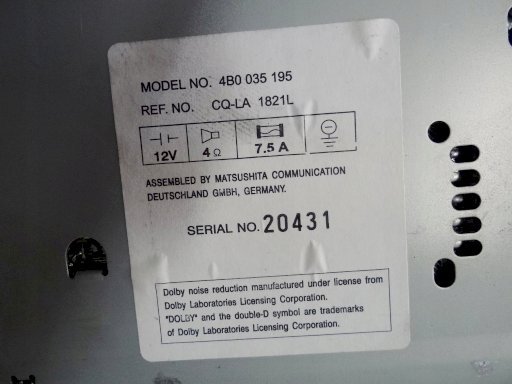 MODEL NO. 4B0 035 195
REF. NO. CQ-LA 1821L
12V 4Ω 7.5 A
ASSEMBLED BY MATSUSHITA COMMUNICATION
DEUTSCHLAND GMBH, GERMANY.
SERIAL NO. 20431
Dolby noise reduction manufactured under license from
Dolby Laboratories Licensing Corporation.
"DOLBY" and the double-D symbol are trademarks
of Dolby Laboratories Licensing Corporation.